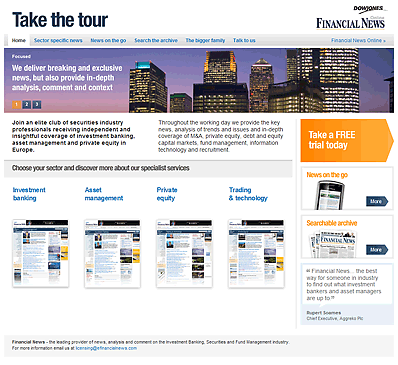 Take the tour
DOWJONES
FINANCIAL NEWS
Online
Home
Sector specific news
News on the go
Search the archive
The bigger family
Talk to us
Financial News Online »
Focused
We deliver breaking and exclusive
news, but also provide in-depth
analysis, comment and context
1 2 3
Join an elite club of securities industry
professionals receiving independent and
insightful coverage of investment banking,
asset management and private equity in
Europe.
Throughout the working day we provide the key
news, analysis of trends and issues and in-depth
coverage of M&A, private equity, debt and equity
capital markets, fund management, information
technology and recruitment.
Take a FREE
trial today
Choose your sector and discover more about our specialist services
Investment
banking
Asset
management
Private
equity
Trading
& technology
News on the go
More
Searchable archive
FINANCIAL NEWS
More
“ Financial News... the best
way for someone in industry
to find out what investment
bankers and asset managers
are up to. ”
Rupert Soames
Chief Executive, Aggreko Plc
Financial News - the leading provider of news, analysis and comment on the Investment Banking, Securities and Fund Management industry.
For more information email us at licensing@efinancialnews.com